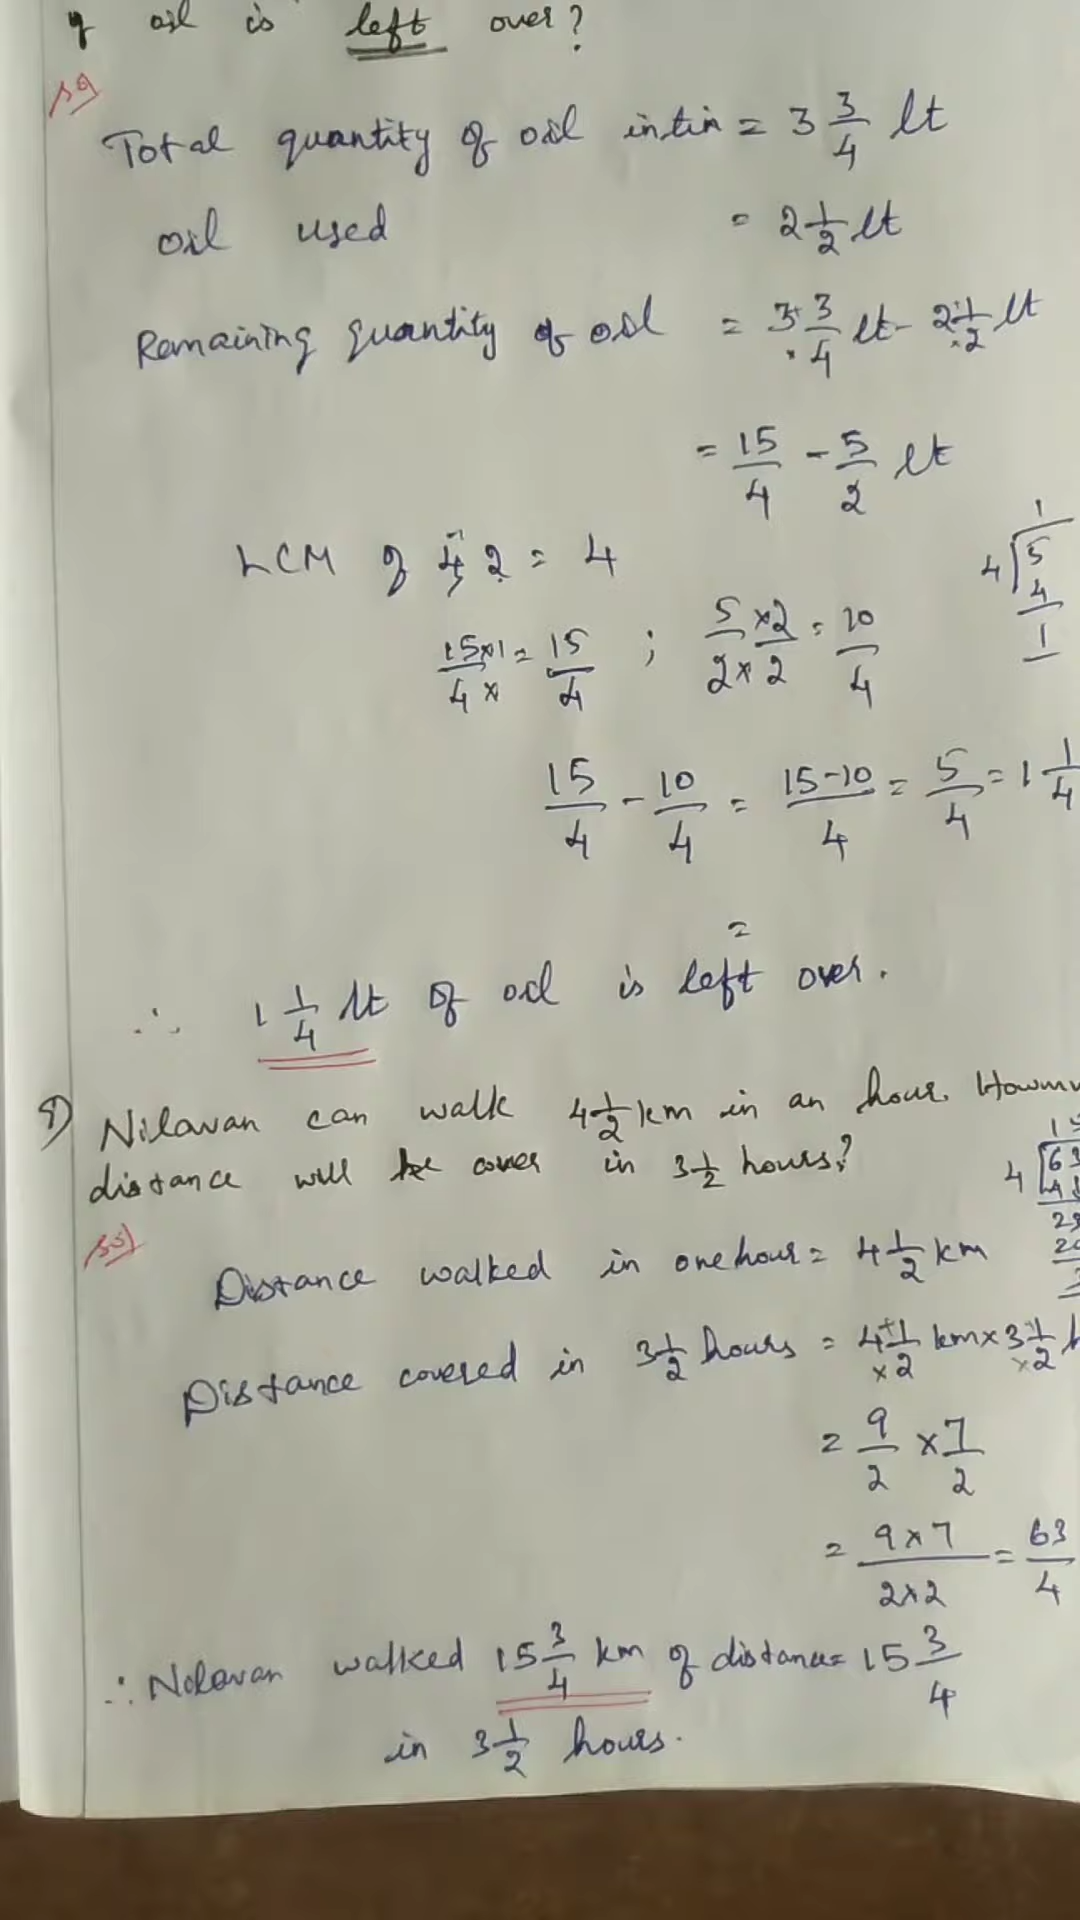 of oil is left over?
Total quantity of oil in tin = 3 3/4 lt
oil used = 2 1/2 lt
Remaining quantity of oil = 3 3/4 lt - 2 1/2 lt
= 15/4 - 5/2 lt
LCM of 4, 2 = 4
4 5 1 4 1
15×1/4× = 15/4 ; 5×2/2×2 = 10/4
15/4 - 10/4 = 15-10/4 = 5/4 = 1 1/4
=
∴ 1 1/4 lt of oil is left over.
Nilavan can walk 4 1/2 km in an hour.
distance will he cover in 3 1/2 hours?
Distance walked in one hour = 4 1/2 km
Distance covered in 3 1/2 hours = 4 1/2 km × 3 1/2
= 9/2 × 7/2
= 9×7/2×2 = 63/4
∴ Nilavan walked 15 3/4 km of distance = 15 3/4
in 3 1/2 hours.